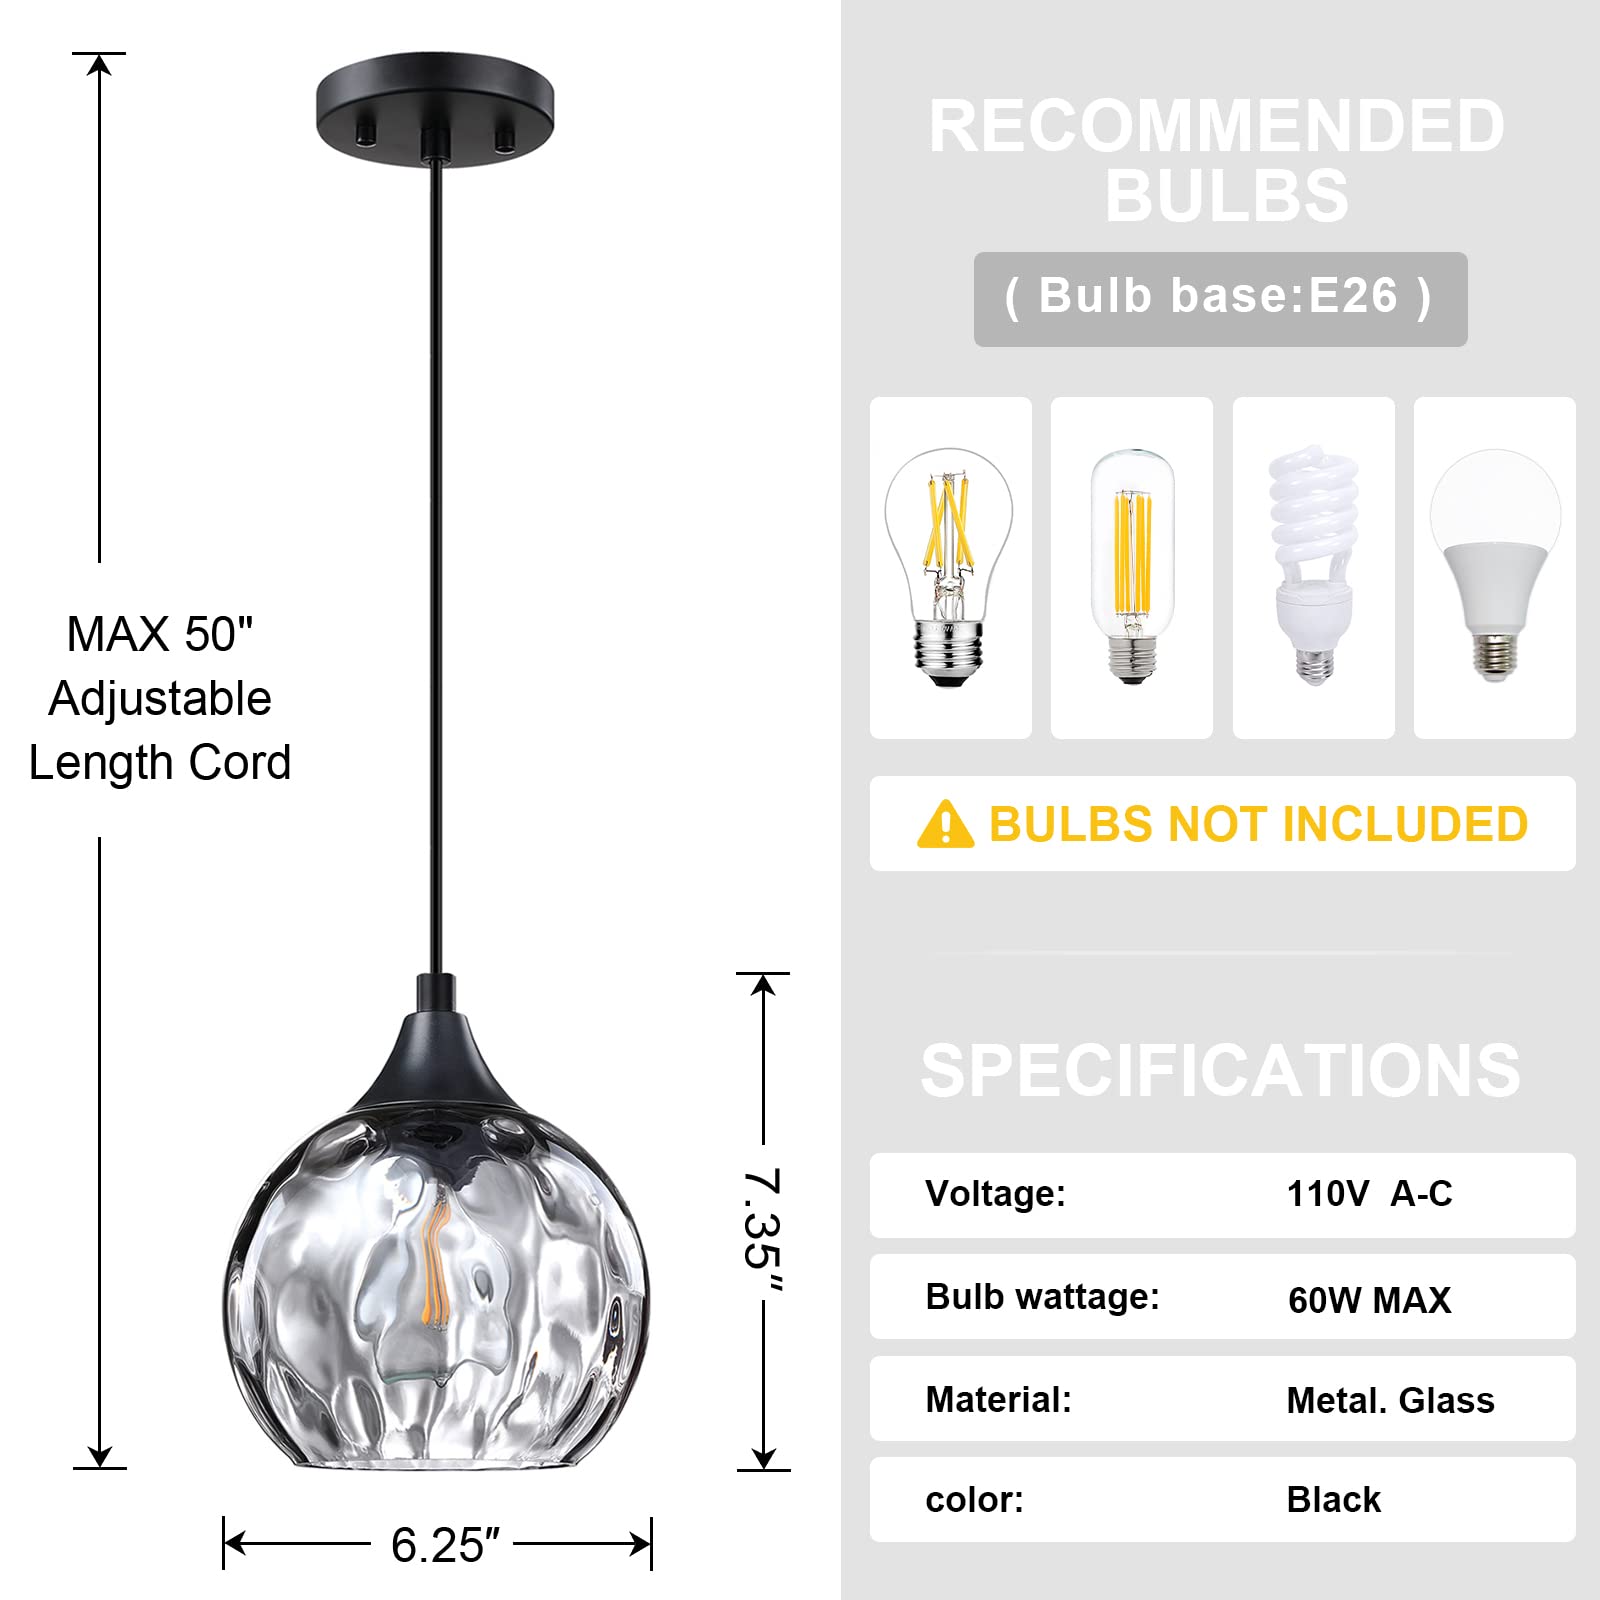 MAX 50"
Adjustable
Length Cord
7.35"
6.25"
RECOMMENDED
BULBS
( Bulb base:E26 )
BULBS NOT INCLUDED
SPECIFICATIONS
Voltage: 110V A-C
Bulb wattage: 60W MAX
Material: Metal. Glass
color: Black